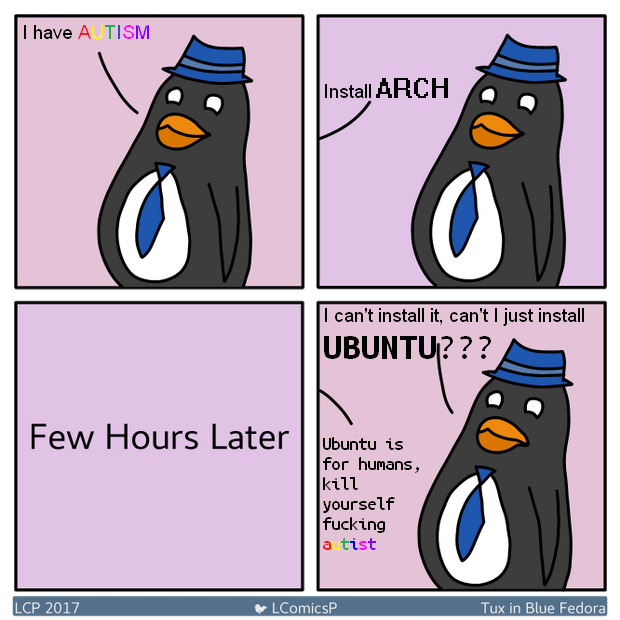 I have AUTISM
Install ARCH
Few Hours Later
I can't install it, can't I just install
UBUNTU???
Ubuntu is
for humans,
kill
yourself
fucking
autist
LCP 2017
LComicsP
Tux in Blue Fedora